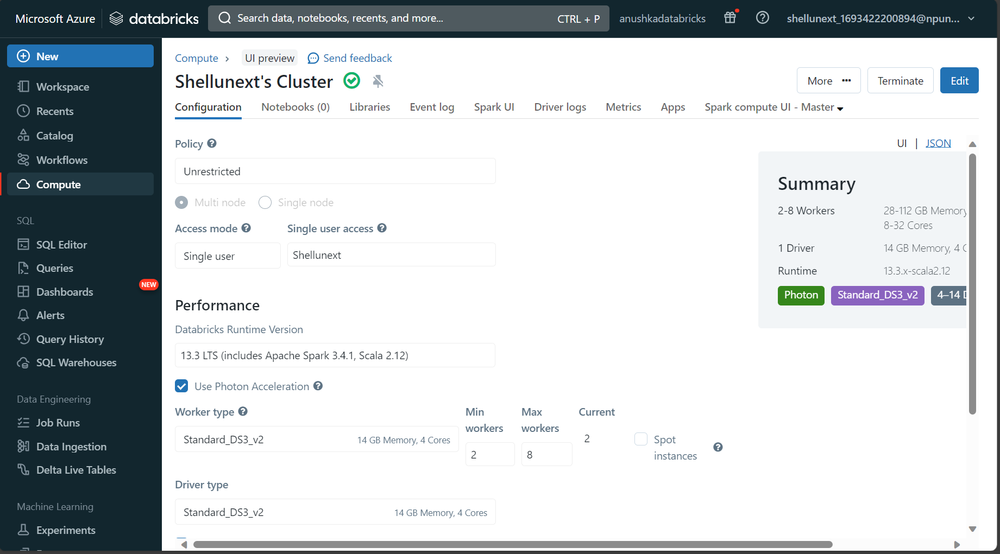 Microsoft Azure
databricks
Search data, notebooks, recents, and more...
CTRL + P
anushkadatabricks
shellunext_1693422200894@npun...
New
Workspace
Recents
Catalog
Workflows
Compute
SQL
SQL Editor
Queries
Dashboards
NEW
Alerts
Query History
SQL Warehouses
Data Engineering
Job Runs
Data Ingestion
Delta Live Tables
Machine Learning
Experiments
Compute
UI preview
Send feedback
Shellunext's Cluster
More
Terminate
Edit
Configuration
Notebooks (0)
Libraries
Event log
Spark UI
Driver logs
Metrics
Apps
Spark compute UI - Master
Policy
Unrestricted
Multi node
Single node
Access mode
Single user access
Single user
Shellunext
Performance
Databricks Runtime Version
13.3 LTS (includes Apache Spark 3.4.1, Scala 2.12)
Use Photon Acceleration
Worker type
Min
workers
Max
workers
Current
Standard_DS3_v2
14 GB Memory, 4 Cores
2
8
2
Spot
instances
Driver type
Standard_DS3_v2
14 GB Memory, 4 Cores
UI | JSON
Summary
2-8 Workers
28-112 GB Memory
8-32 Cores
1 Driver
14 GB Memory, 4
Runtime
13.3.x-scala2.12
Photon
Standard_DS3_v2
4–14